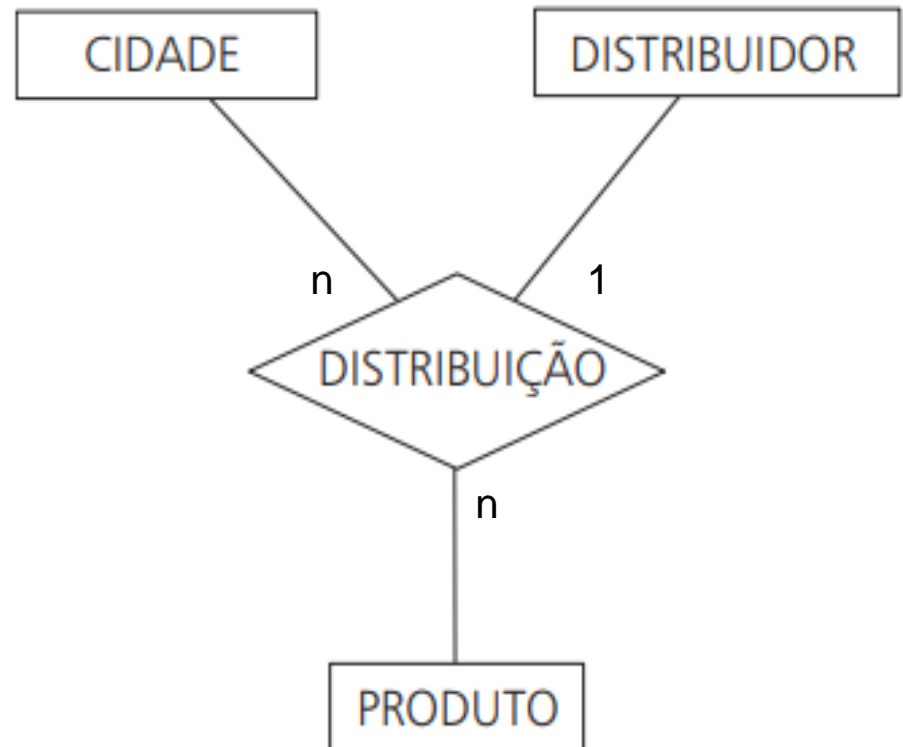 CIDADE
DISTRIBUIDOR
n
1
DISTRIBUIÇÃO
n
PRODUTO